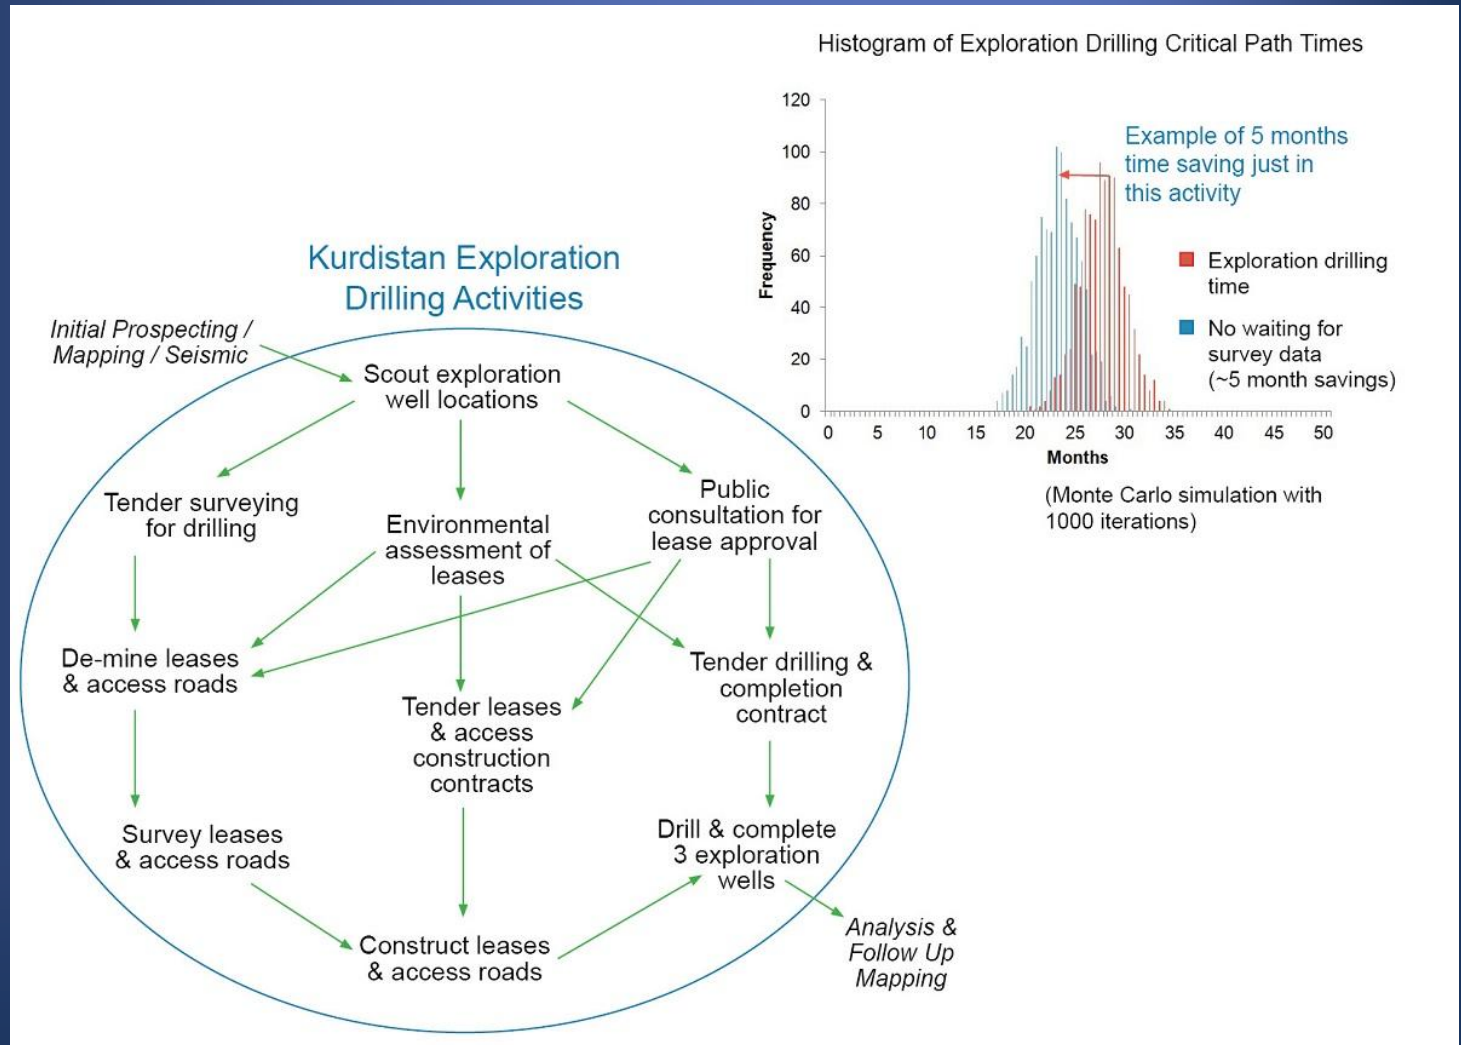 Histogram of Exploration Drilling Critical Path Times
120
100
80
60
40
20
0
Frequency
Example of 5 months
time saving just in
this activity
Exploration drilling
time
No waiting for
survey data
(~5 month savings)
0 5 10 15 20 25 30 35 40 45 50
Months
(Monte Carlo simulation with
1000 iterations)
Kurdistan Exploration
Drilling Activities
Initial Prospecting /
Mapping / Seismic
Scout exploration
well locations
Tender surveying
for drilling
Environmental
assessment of
leases
Public
consultation for
lease approval
De-mine leases
& access roads
Tender leases
& access
construction
contracts
Tender drilling &
completion
contract
Survey leases
& access roads
Drill & complete
3 exploration
wells
Construct leases
& access roads
Analysis &
Follow Up
Mapping